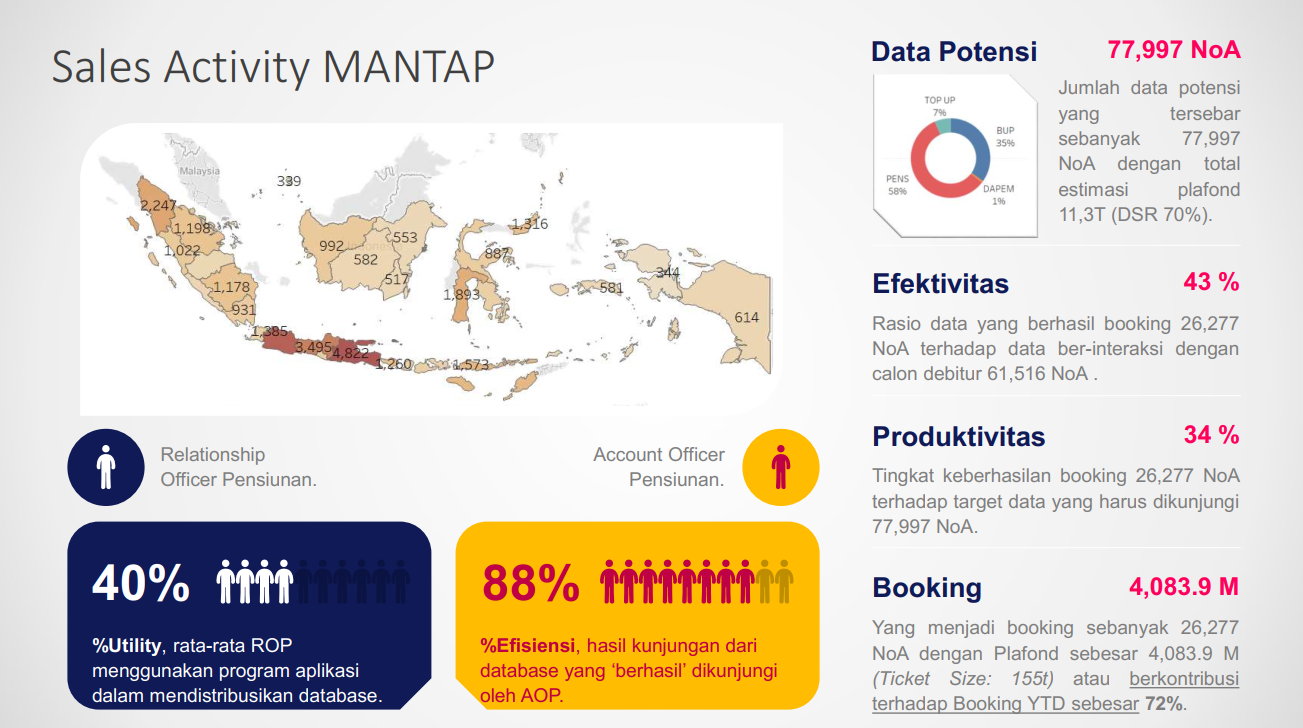 Sales Activity MANTAP
Malaysia
339
2,247
1,198
1,022
1,178
931
992
553
582
517
1,316
887
1,893
581
344
614
1,385
3,495
4,822
1,260
1,573
Relationship
Officer Pensiunan.
Account Officer
Pensiunan.
40%
%Utility, rata-rata ROP
menggunakan program aplikasi
dalam mendistribusikan database.
88%
%Efisiensi, hasil kunjungan dari
database yang ‘berhasil’ dikunjungi
oleh AOP.
Data Potensi
77,997 NoA
TOP UP
7%
BUP
35%
PENS
58%
DAPEM
1%
Jumlah data potensi
yang tersebar
sebanyak 77,997
NoA dengan total
estimasi plafond
11,3T (DSR 70%).
Efektivitas
43 %
Rasio data yang berhasil booking 26,277
NoA terhadap data ber-interaksi dengan
calon debitur 61,516 NoA .
Produktivitas
34 %
Tingkat keberhasilan booking 26,277 NoA
terhadap target data yang harus dikunjungi
77,997 NoA.
Booking
4,083.9 M
Yang menjadi booking sebanyak 26,277
NoA dengan Plafond sebesar 4,083.9 M
(Ticket Size: 155t) atau berkontribusi
terhadap Booking YTD sebesar 72%.